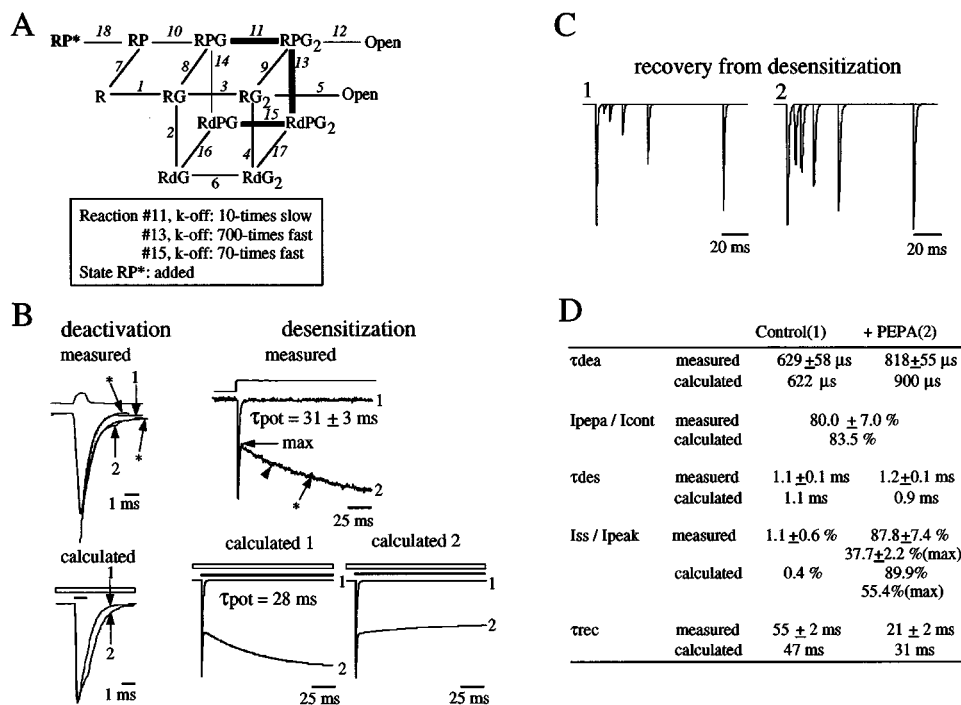 A
RP* 18 RP 10 RPG 11 RPG2 12 Open
7 8 14 9 13
R 1 RG 3 RG2 5 Open
2 RdPG 15 RdPG2
16 4 17
RdG 6 RdG2
Reaction #11, k-off: 10-times slow
#13, k-off: 700-times fast
#15, k-off: 70-times fast
State RP*: added
B
deactivation
measured
* 1
2 *
1 ms
calculated
1
2
1 ms
desensitization
measured
1
τpot = 31 ± 3 ms
max
*
2
25 ms
calculated 1
1
τpot = 28 ms
2
25 ms
calculated 2
1
2
25 ms
C
recovery from desensitization
1 2
20 ms 20 ms
D
Control(1) + PEPA(2)
τdea measured 629 ±58 μs 818±55 μs
calculated 622 μs 900 μs
Ipepa / Icont measured 80.0 ± 7.0 %
calculated 83.5 %
τdes measuerd 1.1 ±0.1 ms 1.2±0.1 ms
calculated 1.1 ms 0.9 ms
Iss / Ipeak measured 1.1 ±0.6 % 87.8±7.4 %
37.7±2.2 %(max)
calculated 0.4 % 89.9%
55.4%(max)
τrec measured 55 ± 2 ms 21 ± 2 ms
calculated 47 ms 31 ms